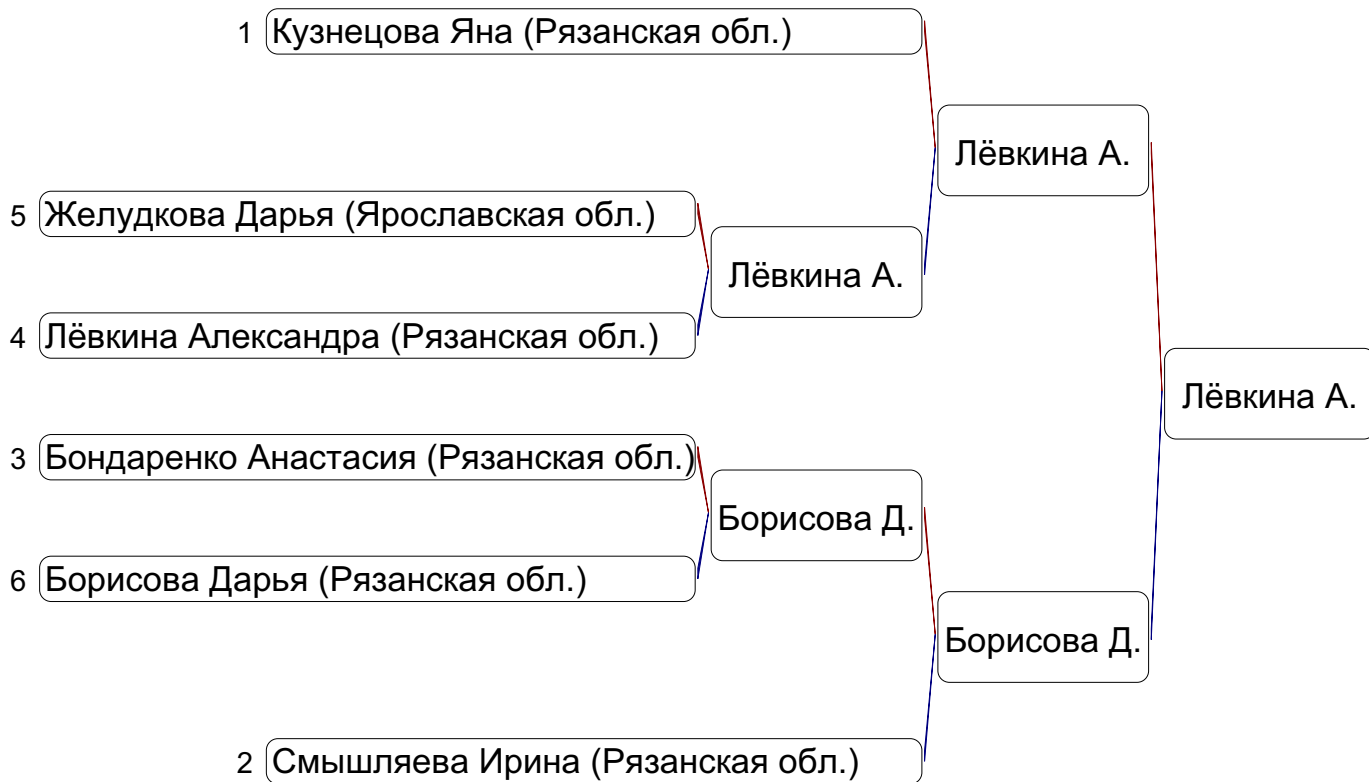 1 Кузнецова Яна (Рязанская обл.)
Лёвкина А.
5 Желудкова Дарья (Ярославская обл.)
Лёвкина А.
4 Лёвкина Александра (Рязанская обл.)
Лёвкина А.
3 Бондаренко Анастасия (Рязанская обл.)
Борисова Д.
6 Борисова Дарья (Рязанская обл.)
Борисова Д.
2 Смышляева Ирина (Рязанская обл.)